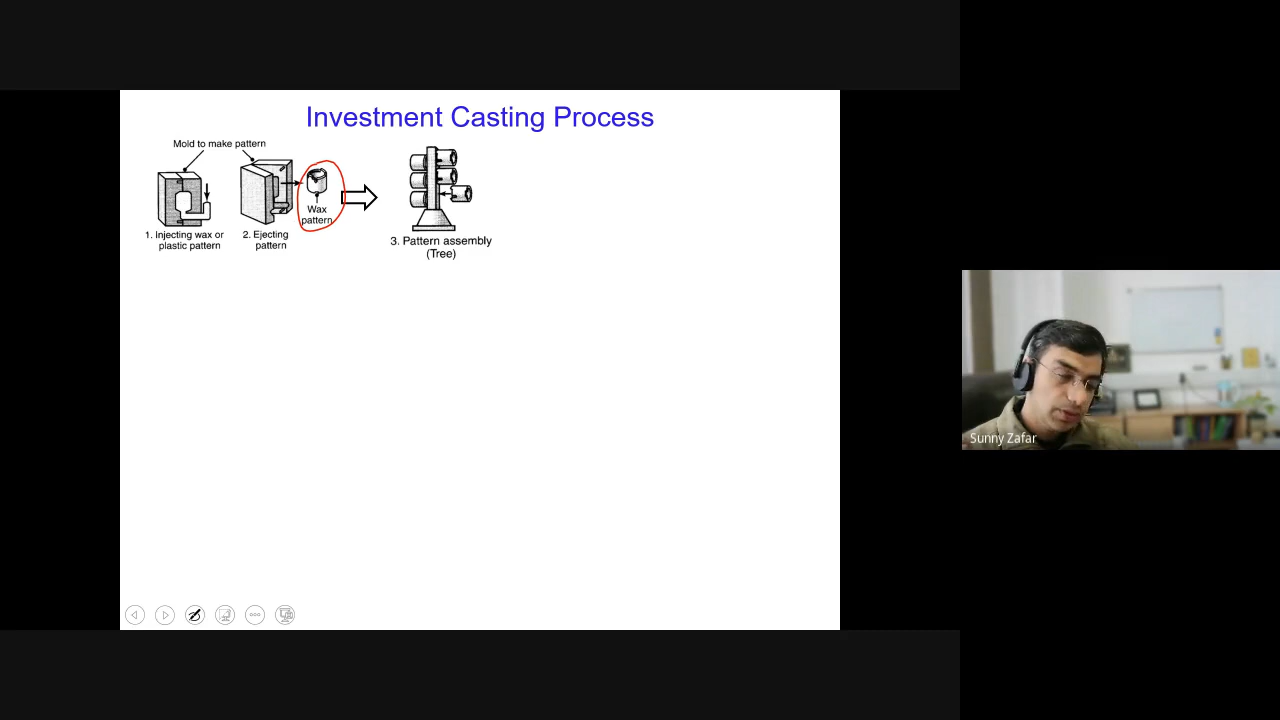 Investment Casting Process
Mold to make pattern
Wax
pattern
1. Injecting wax or
plastic pattern
2. Ejecting
pattern
3. Pattern assembly
(Tree)
Sunny Zafar